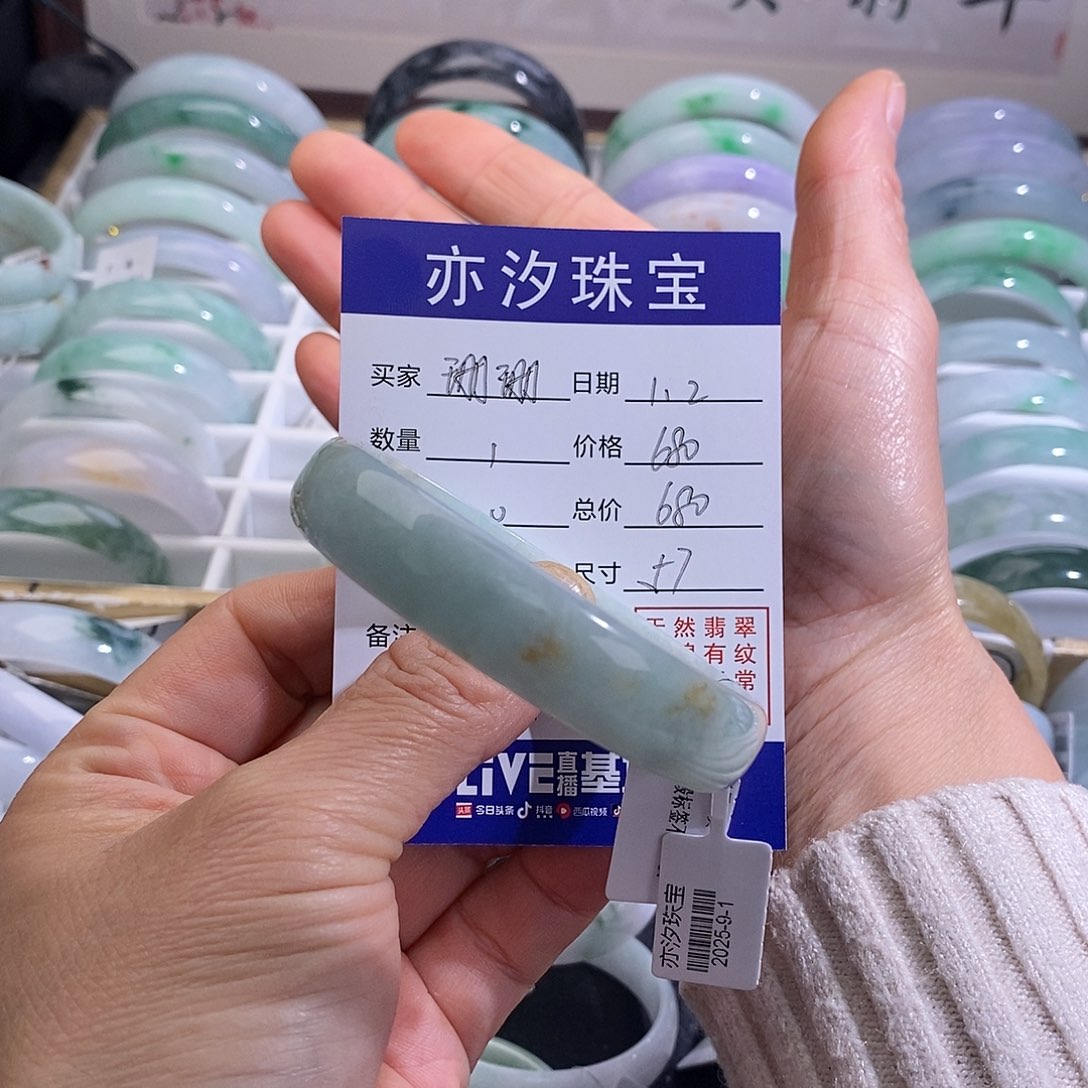 亦汐珠宝
买家 珊珊 日期 1.2
数量 1 价格 680
总价 680
尺寸 57
备注
天然翡翠
有纹
常
LIVE直播基
头条 今日头条 抖音 西瓜视频
亦汐珠宝
2025-9-1